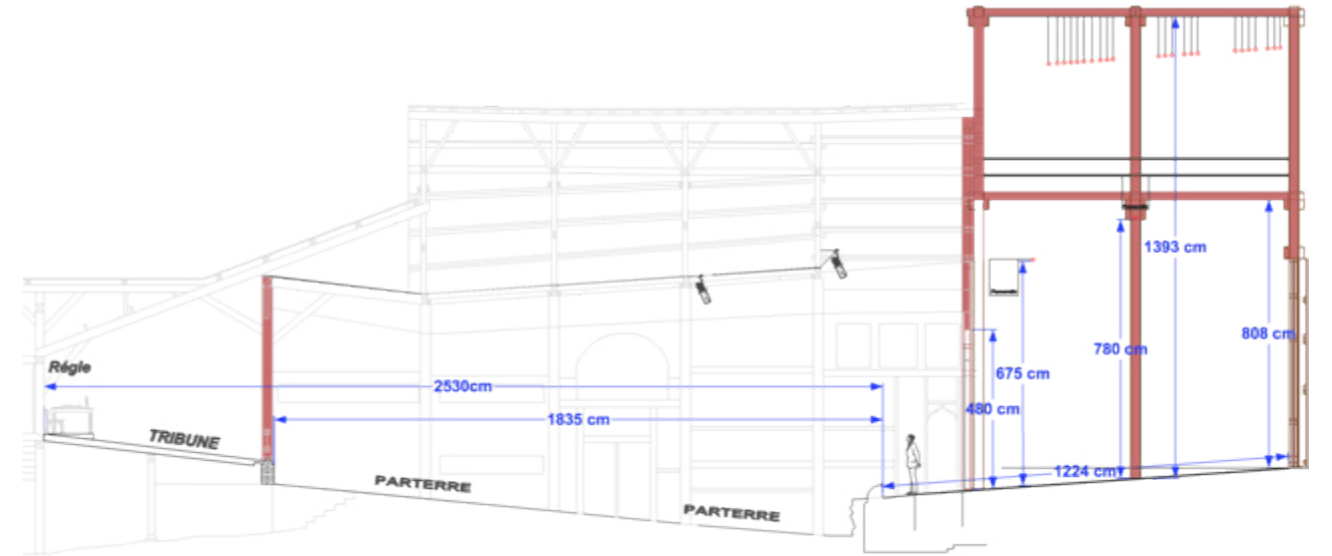 1393 cm
808 cm
780 cm
Régie
675 cm
2530cm
480 cm
1835 cm
TRIBUNE
1224 cm
PARTERRE
PARTERRE